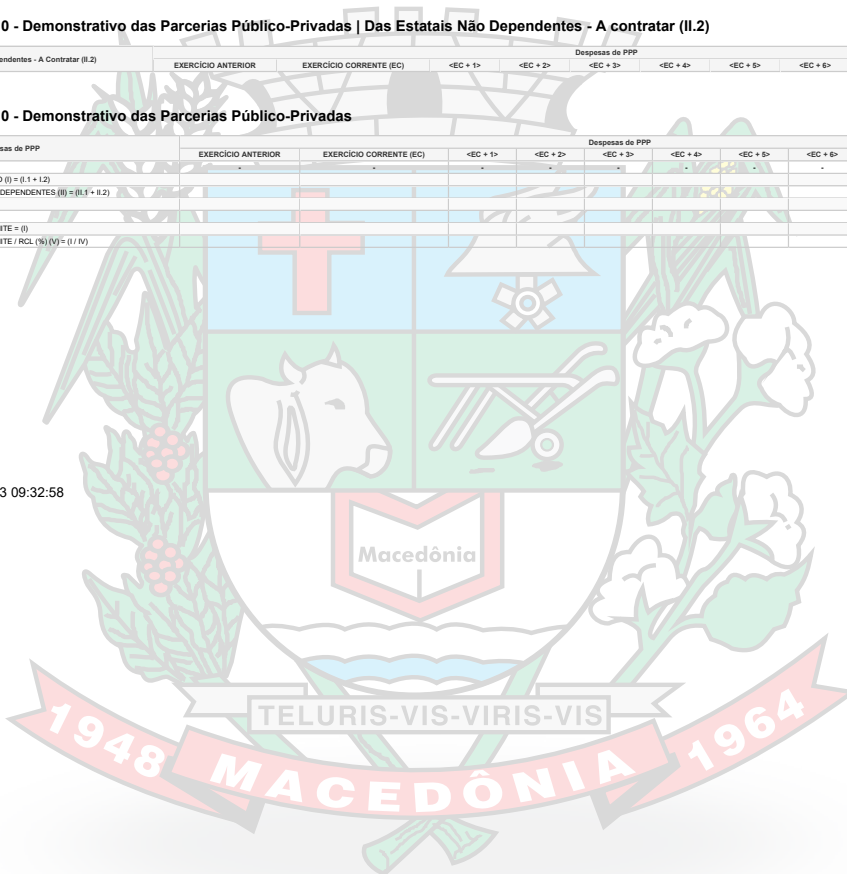 0 - Demonstrativo das Parcerias Público-Privadas | Das Estatais Não Dependentes - A contratar (II.2)
endentes - A Contratar (II.2)
Despesas de PPP
EXERCÍCIO ANTERIOR EXERCÍCIO CORRENTE (EC) <EC + 1> <EC + 2> <EC + 3> <EC + 4> <EC + 5> <EC + 6>
0 - Demonstrativo das Parcerias Público-Privadas
sas de PPP
Despesas de PPP
EXERCÍCIO ANTERIOR EXERCÍCIO CORRENTE (EC) <EC + 1> <EC + 2> <EC + 3> <EC + 4> <EC + 5> <EC + 6>
- - - - - - - -
O (I) = (I.1 + I.2)
DEPENDENTES (II) = (II.1 + II.2)
ITE = (I)
ITE / RCL (%) (V) = (I / IV)
3 09:32:58
Macedônia
TELURIS-VIS-VIRIS-VIS
1948 MACEDÔNIA 1964